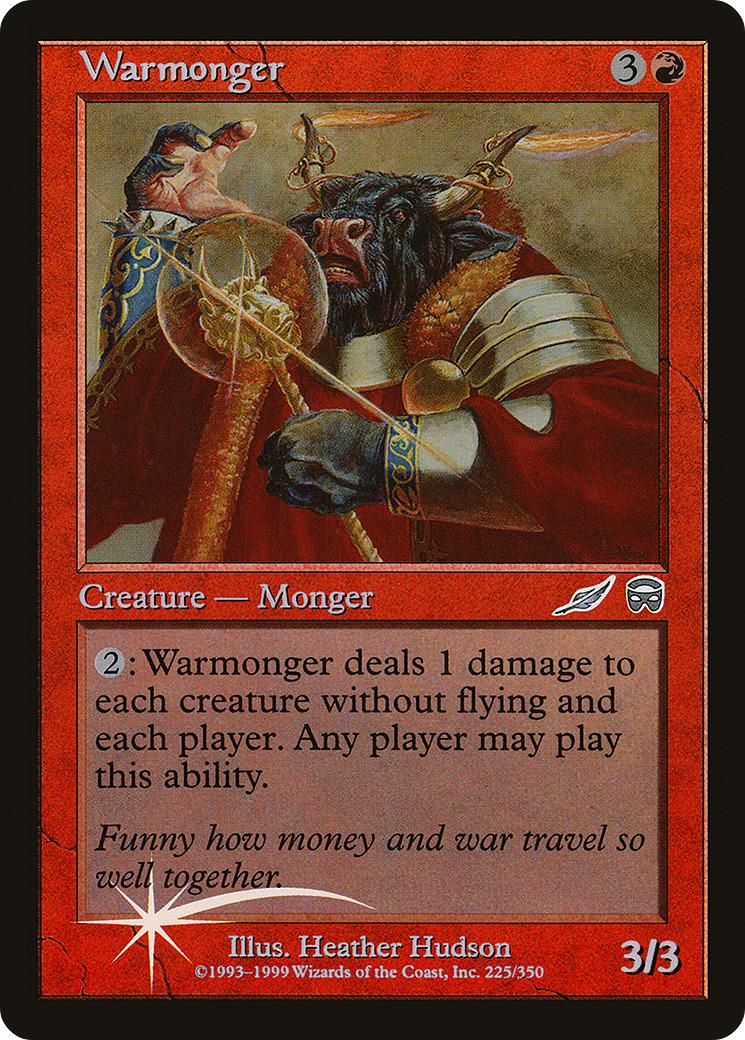 Warmonger 3
Creature — Monger
2: Warmonger deals 1 damage to
each creature without flying and
each player. Any player may play
this ability.
Funny how money and war travel so
well together.
Illus. Heather Hudson
©1993–1999 Wizards of the Coast, Inc. 225/350
3/3